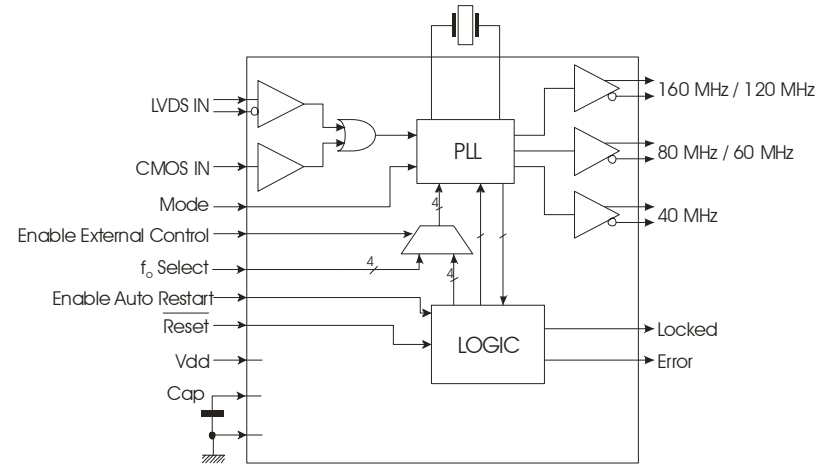 LVDS IN
CMOS IN
Mode
Enable External Control
fo Select
Enable Auto Restart
Reset
Vdd
Cap
PLL
4
4
4
LOGIC
160 MHz / 120 MHz
80 MHz / 60 MHz
40 MHz
Locked
Error